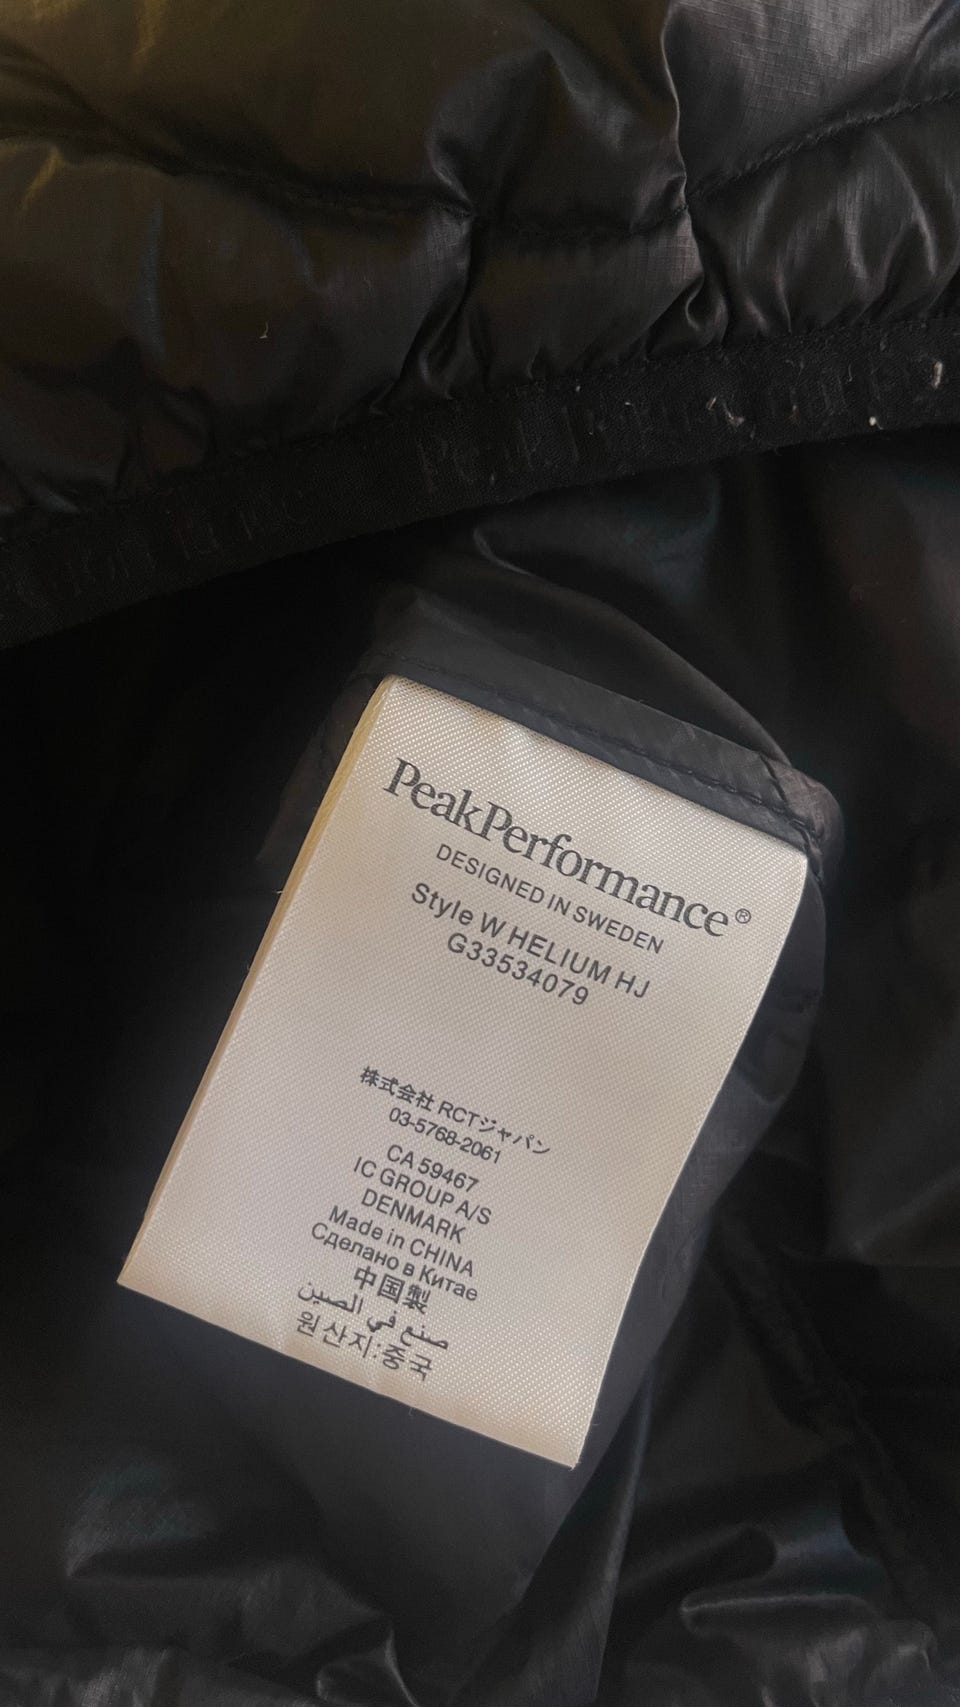 PeakPerformance®
DESIGNED IN SWEDEN
Style W HELIUM HJ
G33534079
株式会社 RCTジャパン
03-5768-2061
CA 59467
IC GROUP A/S
DENMARK
Made in CHINA
Сделано в Китае
中国製
صنع في الصين
원산지:중국